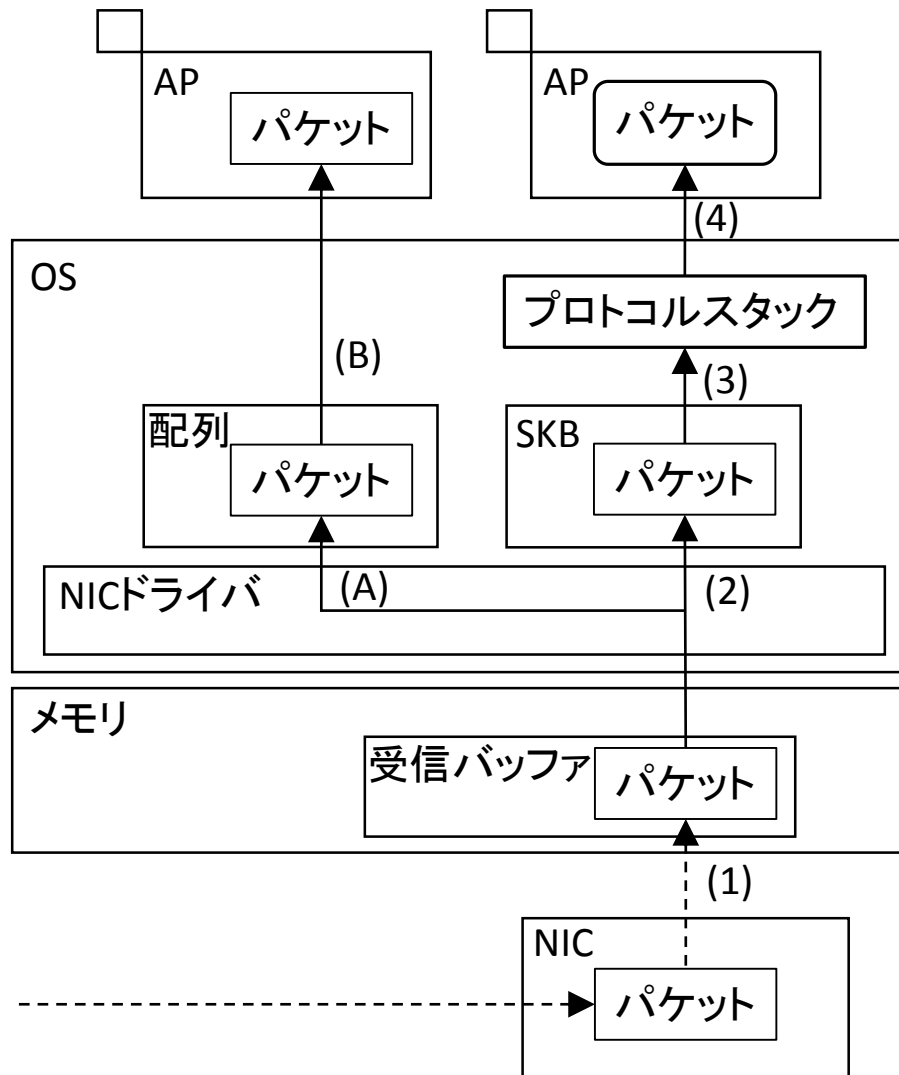 AP
パケット
AP
パケット
(4)
OS
プロトコルスタック
(B)
(3)
配列
パケット
SKB
パケット
NICドライバ
(A)
(2)
メモリ
受信バッファ
パケット
(1)
NIC
パケット